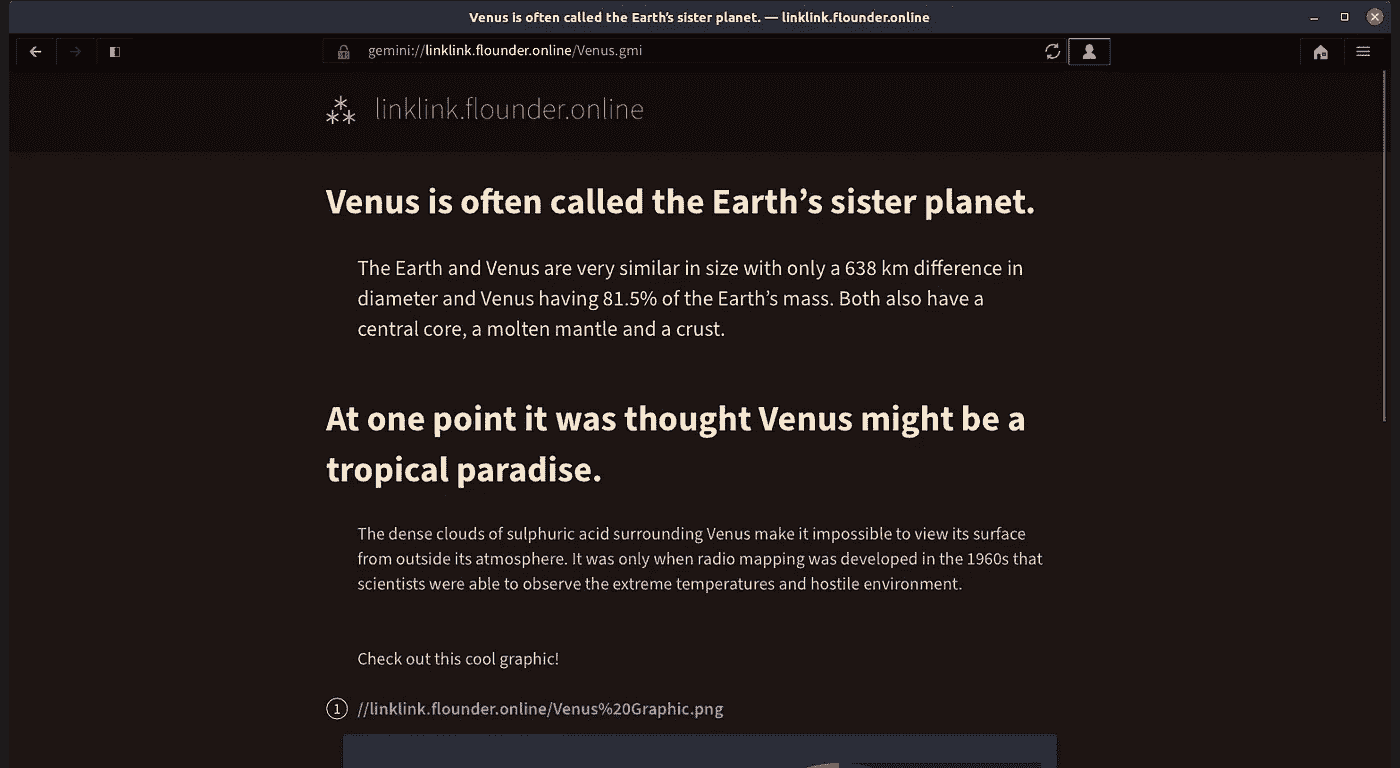 Venus is often called the Earth's sister planet. — linklink.flounder.online
gemini://linklink.flounder.online/Venus.gmi
linklink.flounder.online
Venus is often called the Earth’s sister planet.
The Earth and Venus are very similar in size with only a 638 km difference in
diameter and Venus having 81.5% of the Earth’s mass. Both also have a
central core, a molten mantle and a crust.
At one point it was thought Venus might be a
tropical paradise.
The dense clouds of sulphuric acid surrounding Venus make it impossible to view its surface
from outside its atmosphere. It was only when radio mapping was developed in the 1960s that
scientists were able to observe the extreme temperatures and hostile environment.
Check out this cool graphic!
1 //linklink.flounder.online/Venus%20Graphic.png